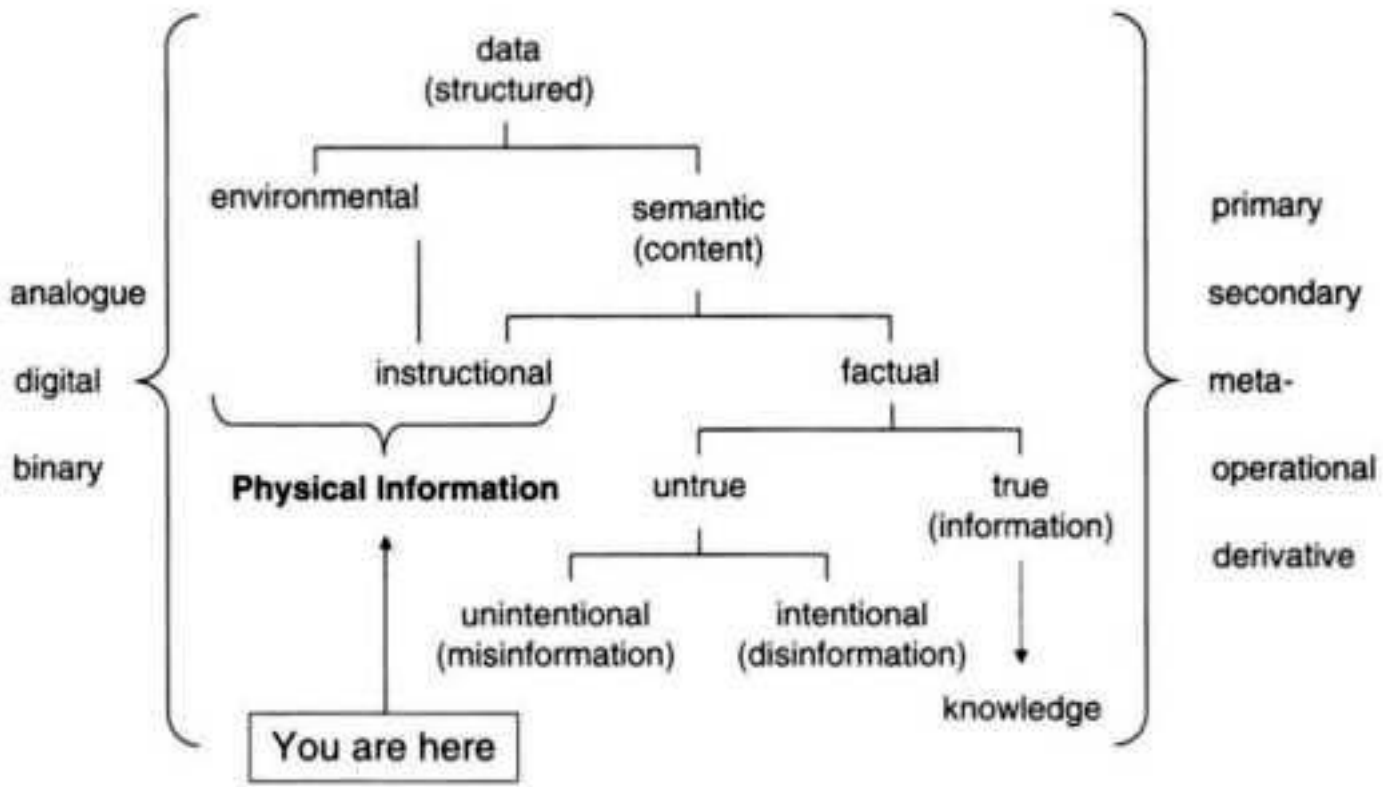 data
(structured)
environmental
semantic
(content)
primary
analogue
secondary
instructional
factual
digital
meta-
binary
Physical Information
untrue
true
(information)
operational
derivative
unintentional
(misinformation)
intentional
(disinformation)
knowledge
You are here